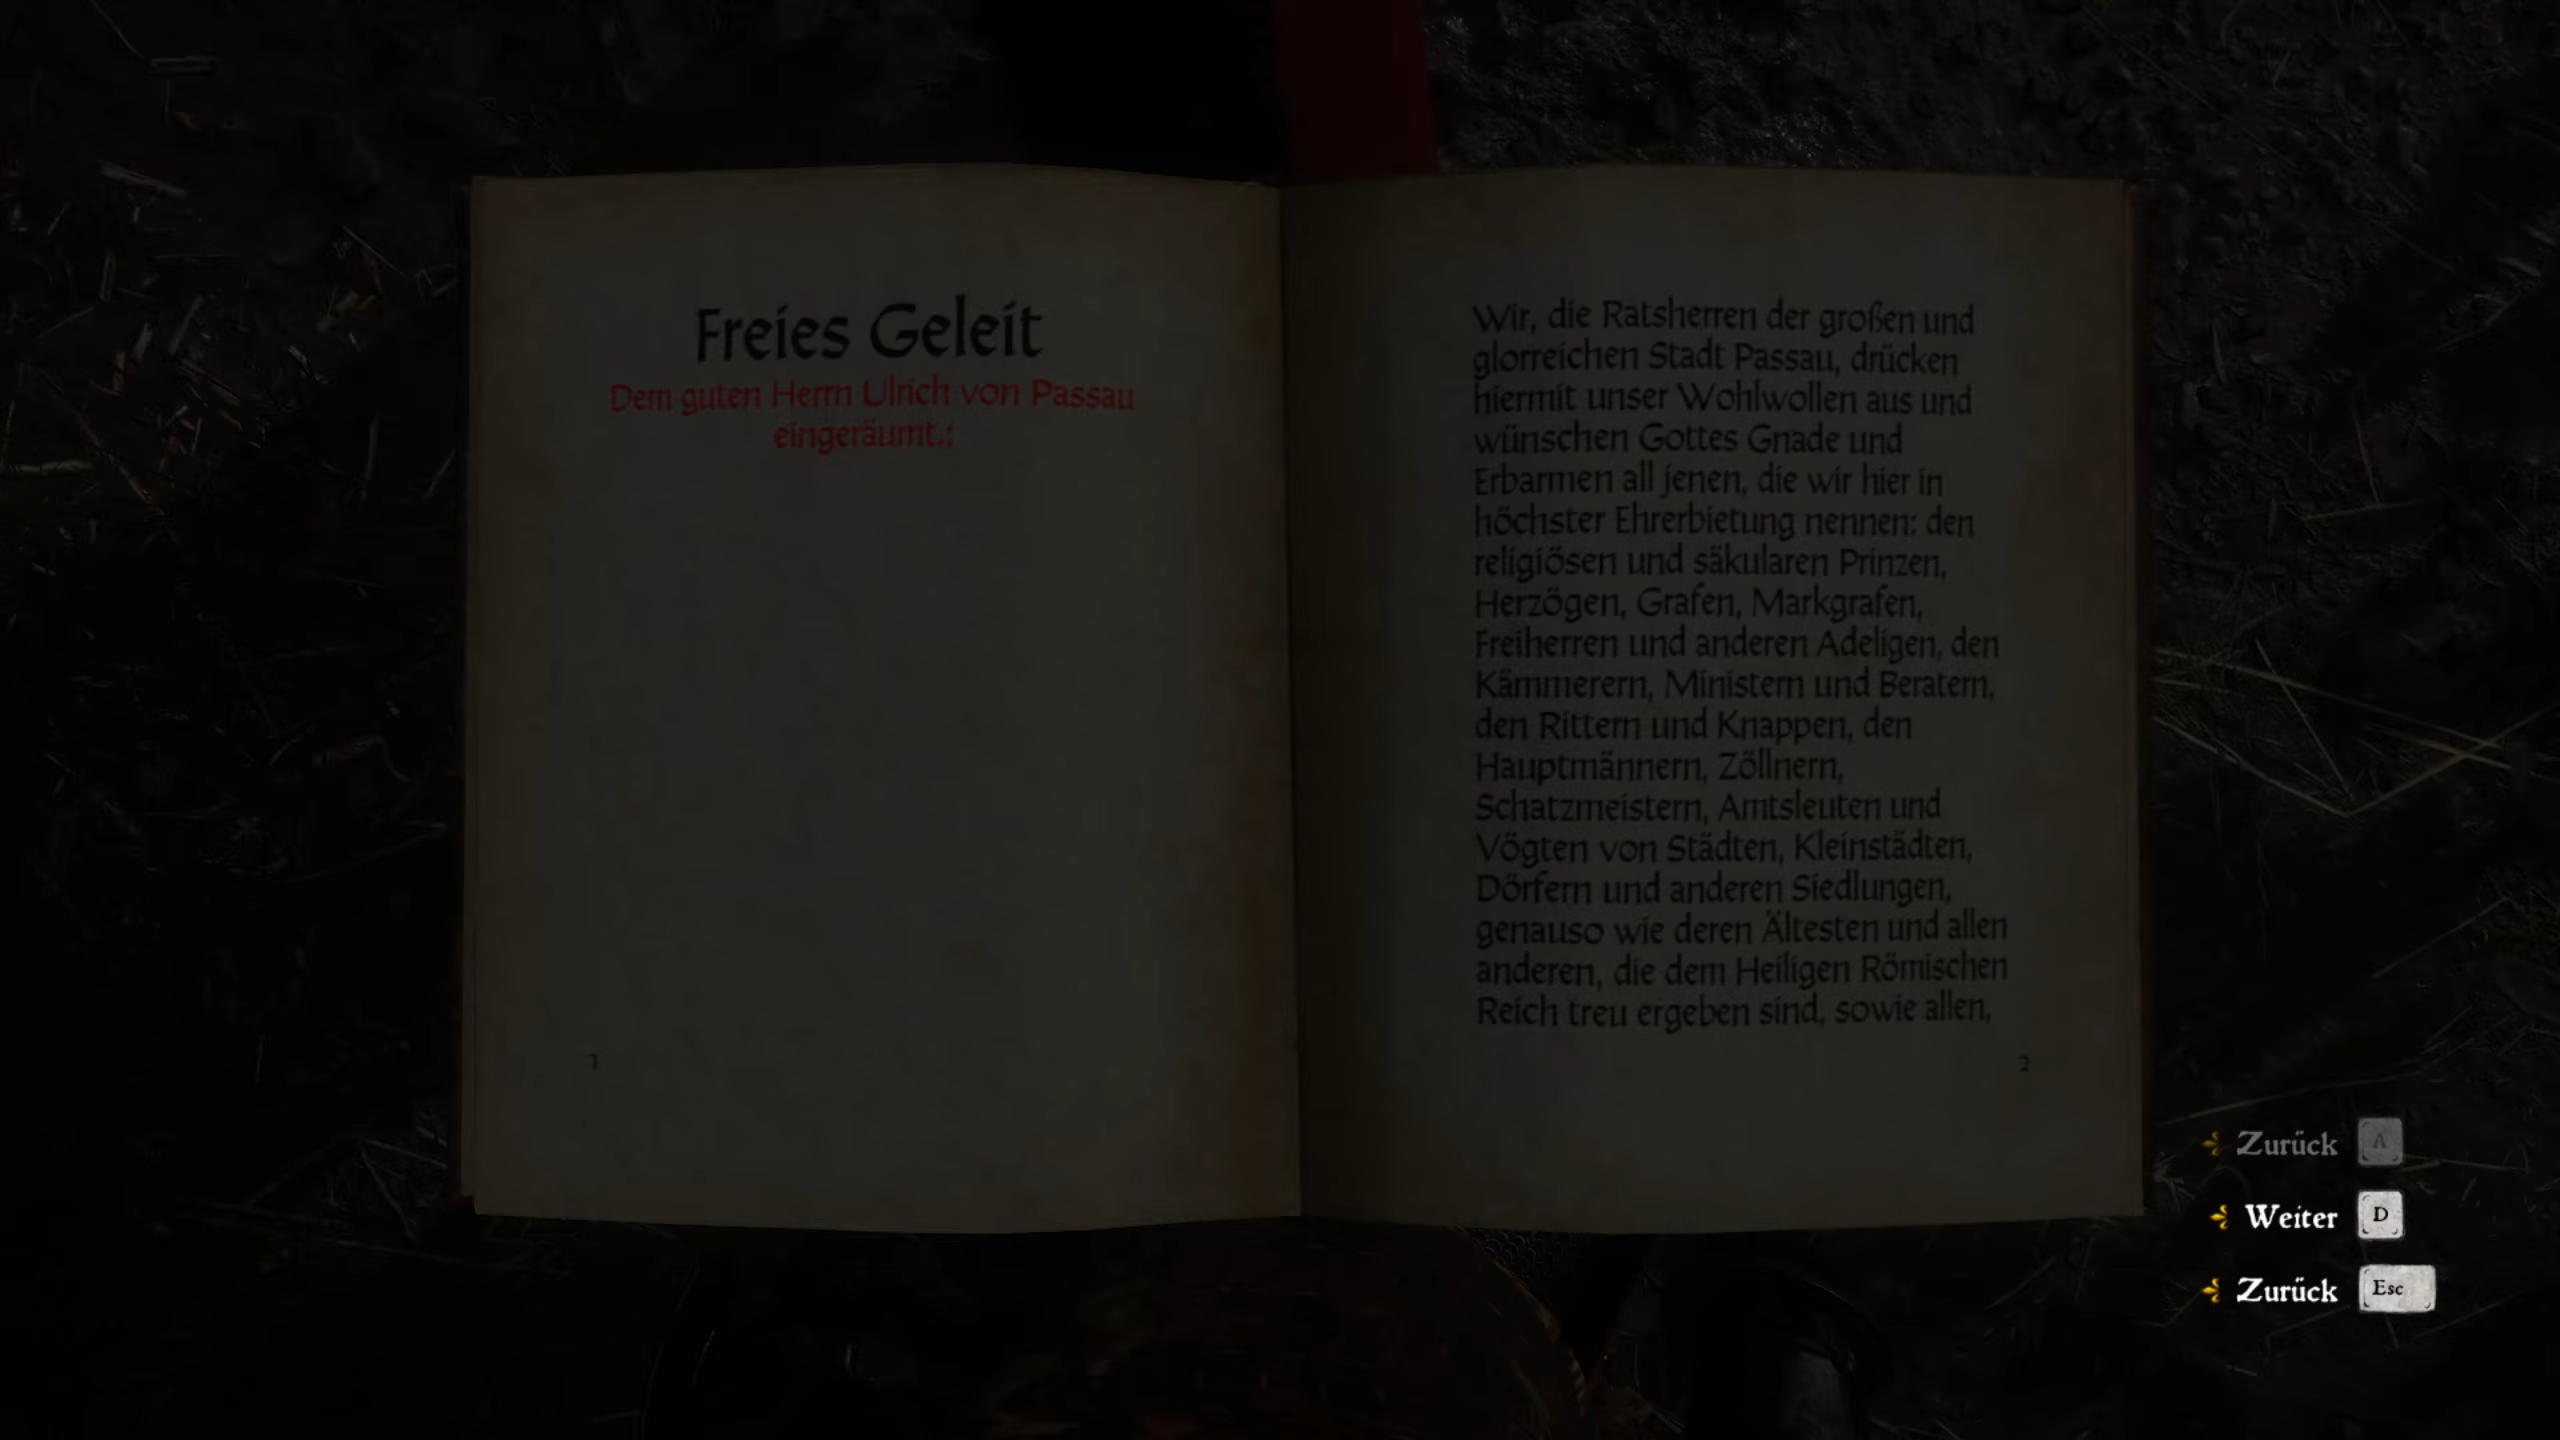 Freies Geleit
Dem guten Herrn Ulrich von Passau
eingeräumt.:
1
Wir, die Ratsherren der großen und
glorreichen Stadt Passau, drücken
hiermit unser Wohlwollen aus und
wünschen Gottes Gnade und
Erbarmen all jenen, die wir hier in
höchster Ehrerbietung nennen: den
religiösen und säkularen Prinzen,
Herzögen, Grafen, Markgrafen,
Freiherren und anderen Adeligen, den
Kämmerern, Ministern und Beratern,
den Rittern und Knappen, den
Hauptmännern, Zöllnern,
Schatzmeistern, Amtsleuten und
Vögten von Städten, Kleinstädten,
Dörfern und anderen Siedlungen,
genauso wie deren Ältesten und allen
anderen, die dem Heiligen Römischen
Reich treu ergeben sind, sowie allen,
2
Zurück A
Weiter D
Zurück Esc